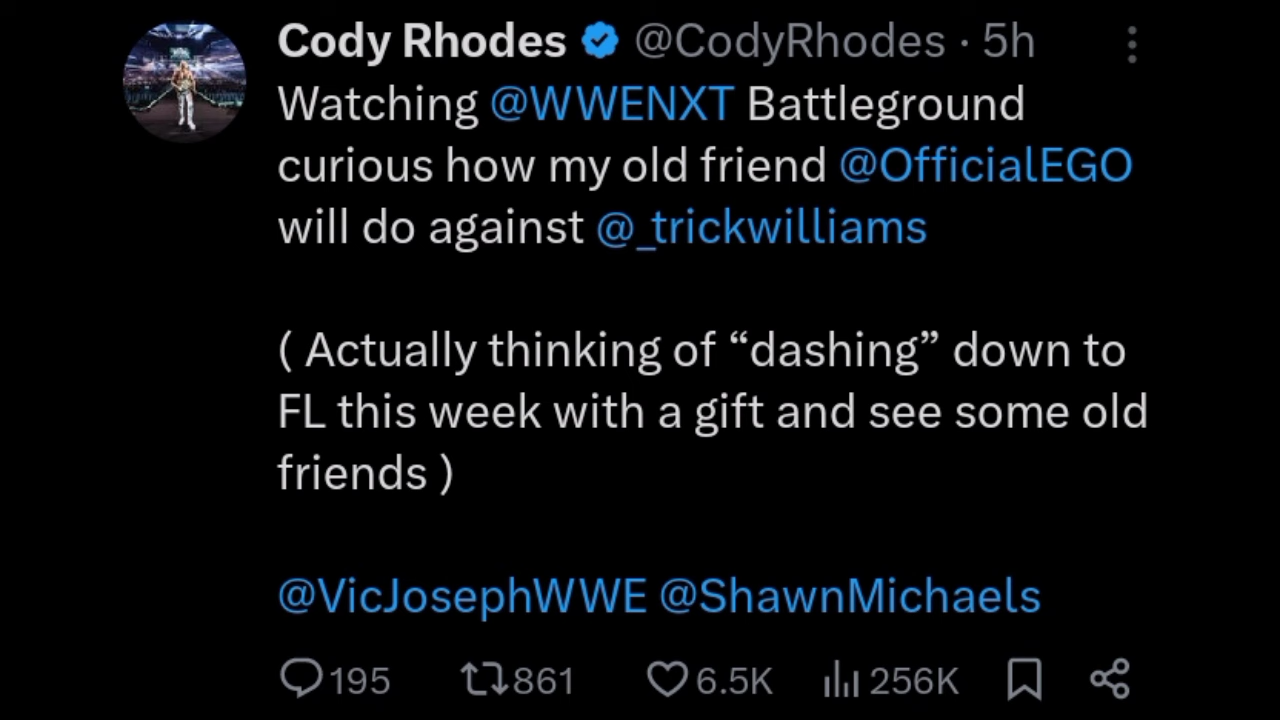 Cody Rhodes @CodyRhodes · 5h
Watching @WWENXT Battleground
curious how my old friend @OfficialEGO
will do against @_trickwilliams
( Actually thinking of “dashing” down to
FL this week with a gift and see some old
friends )
@VicJosephWWE @ShawnMichaels
195 861 6.5K 256K